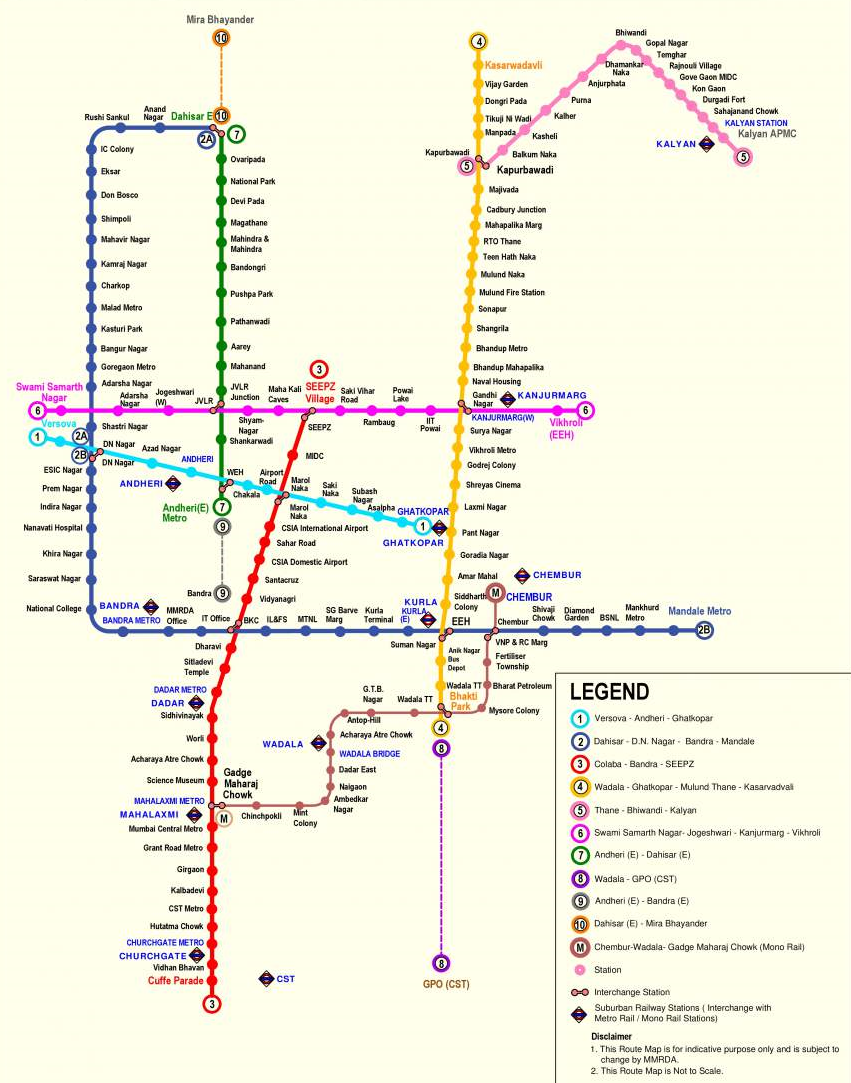 Mira Bhayander
10
4
Kasarwadavli
Vijay Garden
Dongri Pada
Tikuji Ni Wadi
Manpada
Kapurbawadi
5
Kapurbawadi
Balkum Naka
Kasheli
Kalher
Purna
Anjurphata
Dhamankar
Naka
Bhiwandi
Gopal Nagar
Temghar
Rajnouli Village
Gove Gaon MIDC
Kon Gaon
Durgadi Fort
Sahajanand Chowk
KALYAN STATION
Kalyan APMC
KALYAN
5
Rushi Sankul
Anand
Nagar
Dahisar E
10
2A
7
IC Colony
Eksar
Don Bosco
Shimpoli
Mahavir Nagar
Kamraj Nagar
Charkop
Malad Metro
Kasturi Park
Bangur Nagar
Goregaon Metro
Adarsha Nagar
Ovaripada
National Park
Devi Pada
Magathane
Mahindra &
Mahindra
Bandongri
Pushpa Park
Pathanwadi
Aarey
Mahanand
JVLR
Junction
Majivada
Cadbury Junction
Mahapalika Marg
RTO Thane
Teen Hath Naka
Mulund Naka
Mulund Fire Station
Sonapur
Shangrila
Bhandup Metro
Bhandup Mahapalika
Naval Housing
Gandhi
Nagar
KANJURMARG
KANJURMARG(W)
Swami Samarth
Nagar
6
Adarsha
Nagar
Jogeshwari
(W)
JVLR
Shyam-
Nagar
Maha Kali
Caves
3
SEEPZ
Village
SEEPZ
Saki Vihar
Road
Rambaug
Powai
Lake
IIT
Powai
6
Vikhroli
(EEH)
Versova
1
Shastri Nagar
2A
2B
DN Nagar
DN Nagar
Azad Nagar
ANDHERI
ANDHERI
Shankarwadi
WEH
Chakala
Airport
Road
Marol
Naka
Marol
Naka
Saki
Naka
Subash
Nagar
Asalpha
GHATKOPAR
1
GHATKOPAR
MIDC
Andheri(E)
Metro
7
9
Bandra
9
ESIC Nagar
Prem Nagar
Indira Nagar
Nanavati Hospital
Khira Nagar
Saraswat Nagar
National College
CSIA International Airport
Sahar Road
CSIA Domestic Airport
Santacruz
Vidyanagri
Surya Nagar
Vikhroli Metro
Godrej Colony
Shreyas Cinema
Laxmi Nagar
Pant Nagar
Goradia Nagar
Amar Mahal
Siddharth
Colony
CHEMBUR
M
CHEMBUR
BANDRA
BANDRA METRO
MMRDA
Office
IT Office
BKC
IL&FS
MTNL
SG Barve
Marg
Kurla
Terminal
KURLA
KURLA
(E)
EEH
Chembur
Shivaji
Chowk
Diamond
Garden
BSNL
Mankhurd
Metro
Mandale Metro
2B
Suman Nagar
VNP & RC Marg
Anik Nagar
Bus
Depot
Fertiliser
Township
Wadala TT
Bharat Petroleum
Bhakti
Park
Mysore Colony
4
8
Dharavi
Sitladevi
Temple
DADAR METRO
DADAR
Sidhivinayak
Worli
Acharya Atre Chowk
Science Museum
MAHALAXMI METRO
MAHALAXMI
Mumbai Central Metro
Grant Road Metro
Girgaon
Kalbadevi
CST Metro
Hutatma Chowk
CHURCHGATE METRO
CHURCHGATE
Vidhan Bhavan
Cuffe Parade
3
CST
G.T.B.
Nagar
Wadala TT
Antop-Hill
Acharaya Atre Chowk
WADALA
WADALA BRIDGE
Dadar East
Naigaon
Ambedkar
Nagar
Mint
Colony
Chinchpokli
Gadge
Maharaj
Chowk
M
8
GPO (CST)
LEGEND
1 Versova - Andheri - Ghatkopar
2 Dahisar - D.N. Nagar - Bandra - Mandale
3 Colaba - Bandra - SEEPZ
4 Wadala - Ghatkopar - Mulund Thane - Kasarvadvali
5 Thane - Bhiwandi - Kalyan
6 Swami Samarth Nagar- Jogeshwari - Kanjurmarg - Vikhroli
7 Andheri (E) - Dahisar (E)
8 Wadala - GPO (CST)
9 Andheri (E) - Bandra (E)
10 Dahisar (E) - Mira Bhayander
M Chembur-Wadala- Gadge Maharaj Chowk (Mono Rail)
Station
Interchange Station
Suburban Railway Stations ( Interchange with
Metro Rail / Mono Rail Stations)
Disclaimer
1. This Route Map is for indicative purpose only and is subject to
change by MMRDA.
2. This Route Map is Not to Scale.